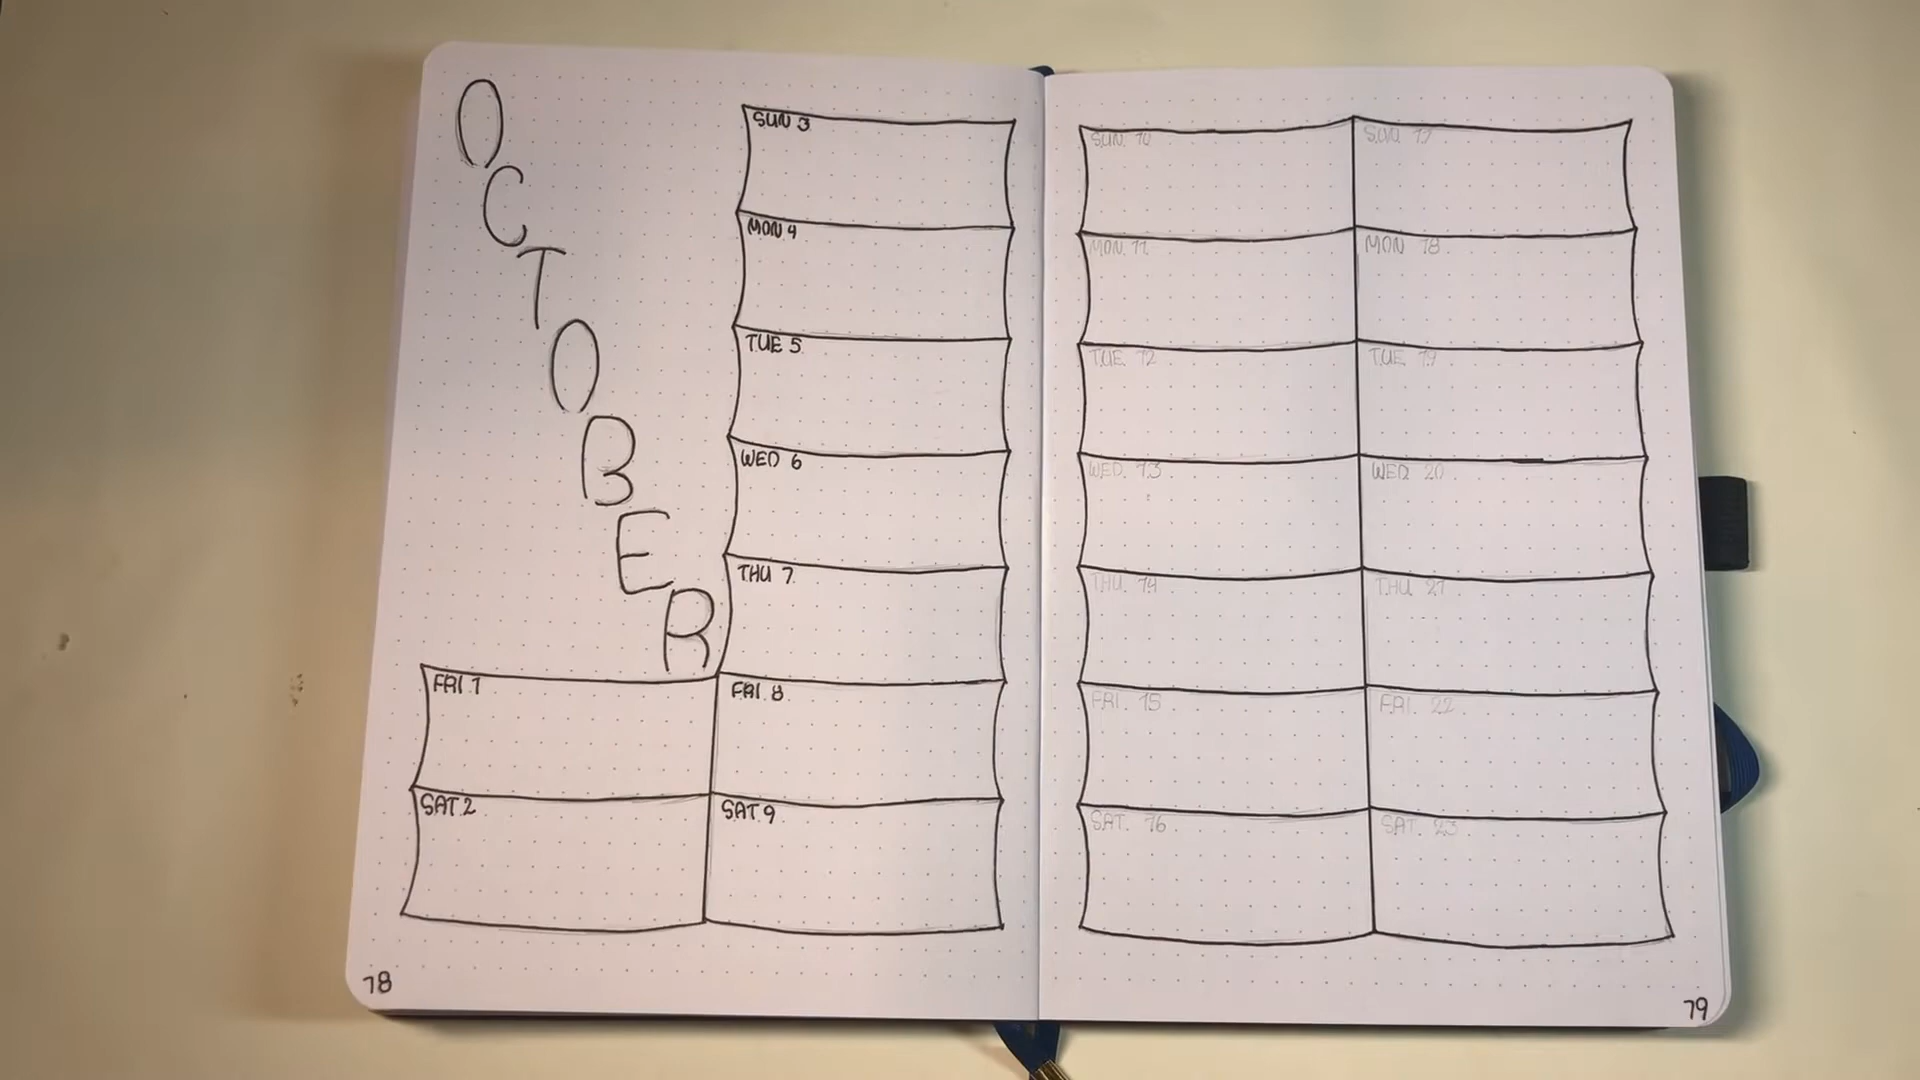 OCTOBER
FRI 1
SAT 2
SUN 3
MON 4
TUE 5
WED 6
THU 7
FRI. 8
SAT 9
SUN. 10
MON. 11
TUE. 12
WED. 13
THU. 14
FRI. 15
SAT. 16
SUN. 17
MON 18
TUE. 19
WED 20
THU 21
FRI. 22
SAT. 23
78
79